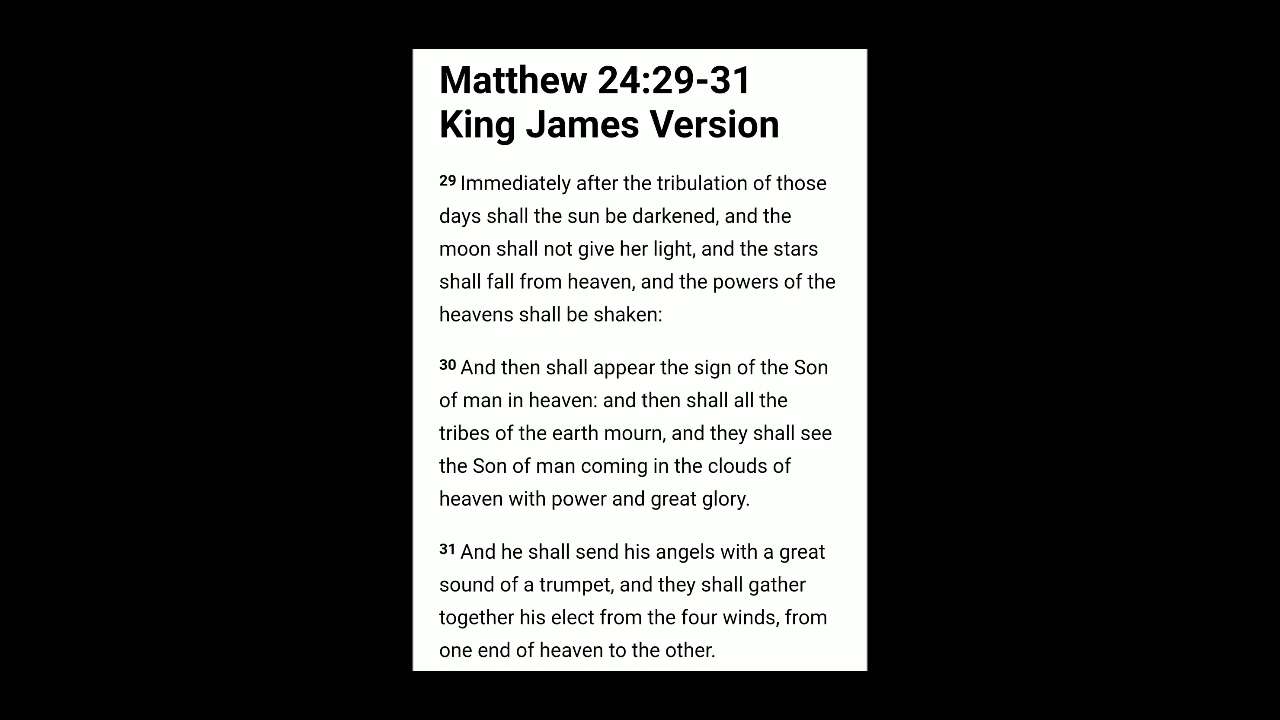 Matthew 24:29-31
King James Version
29 Immediately after the tribulation of those
days shall the sun be darkened, and the
moon shall not give her light, and the stars
shall fall from heaven, and the powers of the
heavens shall be shaken:
30 And then shall appear the sign of the Son
of man in heaven: and then shall all the
tribes of the earth mourn, and they shall see
the Son of man coming in the clouds of
heaven with power and great glory.
31 And he shall send his angels with a great
sound of a trumpet, and they shall gather
together his elect from the four winds, from
one end of heaven to the other.